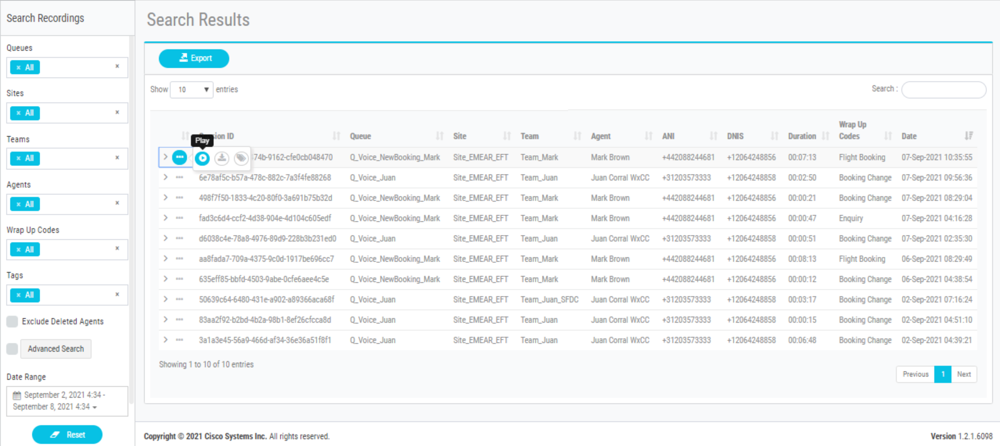 Search Recordings
Queues
× All ×
Sites
× All ×
Teams
× All ×
Agents
× All ×
Wrap Up Codes
× All ×
Tags
× All ×
Exclude Deleted Agents
Advanced Search
Date Range
September 2, 2021 4:34 -
September 8, 2021 4:34
Reset
Search Results
Export
Show 10 entries
Search :
Play
ion ID Queue Site Team Agent ANI DNIS Duration Wrap Up Codes Date
74b-9162-cfe0cb048470 Q_Voice_NewBooking_Mark Site_EMEAR_EFT Team_Mark Mark Brown +442088244681 +12064248856 00:07:13 Flight Booking 07-Sep-2021 10:35:55
6e78af5c-b57a-478c-882c-7a3f4fe88268 Q_Voice_Juan Site_EMEAR_EFT Team_Juan Juan Corral WxCC +31203573333 +12064248858 00:02:50 Booking Change 07-Sep-2021 09:56:36
498f7f50-1833-4c20-80f0-3a691b75b32d Q_Voice_NewBooking_Mark Site_EMEAR_EFT Team_Mark Mark Brown +442088244681 +12064248856 00:00:21 Booking Change 07-Sep-2021 08:29:04
fad3c6d4-ccf2-4d38-904e-4d104c605edf Q_Voice_NewBooking_Mark Site_EMEAR_EFT Team_Mark Mark Brown +442088244681 +12064248856 00:00:47 Enquiry 07-Sep-2021 04:16:28
d6038c4e-78a8-4976-89d9-228b3b231ed0 Q_Voice_Juan Site_EMEAR_EFT Team_Juan Juan Corral WxCC +31203573333 +12064248858 00:00:51 Booking Change 07-Sep-2021 02:35:30
aa8fada7-709a-4375-9c0d-1917be696cc7 Q_Voice_NewBooking_Mark Site_EMEAR_EFT Team_Mark Mark Brown +442088244681 +12064248856 00:08:13 Flight Booking 06-Sep-2021 08:29:49
635eff85-bbfd-4503-9abe-0cfe6aee4c5e Q_Voice_NewBooking_Mark Site_EMEAR_EFT Team_Mark Mark Brown +442088244681 +12064248856 00:00:12 Booking Change 06-Sep-2021 04:38:54
50639c64-6480-431e-a902-a89366aca68f Q_Voice_Juan Site_EMEAR_EFT Team_Juan_SFDC Juan Corral WxCC +31203573333 +12064248858 00:03:17 Booking Change 02-Sep-2021 07:16:24
83aa2f92-b2bd-4b2a-98b1-8ef26cfcca8d Q_Voice_Juan Site_EMEAR_EFT Team_Juan Juan Corral WxCC +31203573333 +12064248858 00:00:15 Booking Change 02-Sep-2021 04:51:10
3a1a3e45-56a9-466d-af34-36e36a51f8f1 Q_Voice_Juan Site_EMEAR_EFT Team_Juan Juan Corral WxCC +31203573333 +12064248858 00:06:48 Booking Change 02-Sep-2021 04:39:21
Showing 1 to 10 of 10 entries
Previous 1 Next
Copyright © 2021 Cisco Systems Inc. All rights reserved.
Version 1.2.1.6098